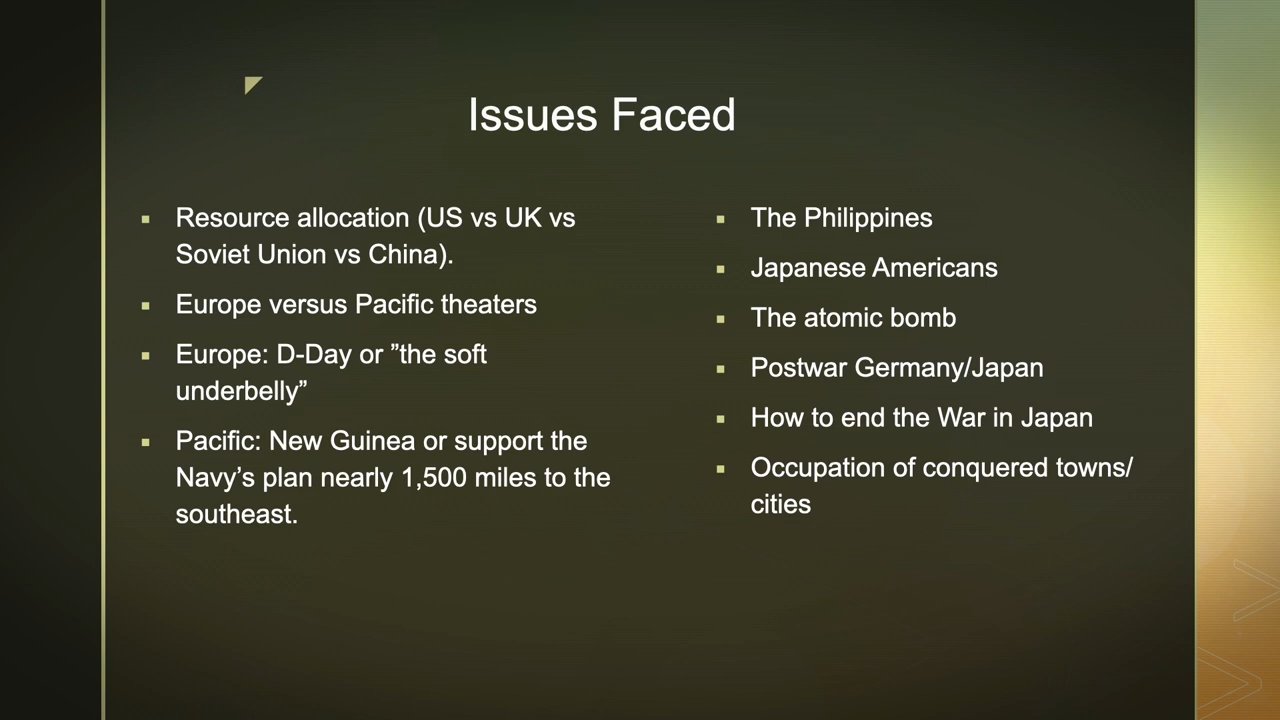 Issues Faced
Resource allocation (US vs UK vs
Soviet Union vs China).
Europe versus Pacific theaters
Europe: D-Day or ”the soft
underbelly”
Pacific: New Guinea or support the
Navy’s plan nearly 1,500 miles to the
southeast.
The Philippines
Japanese Americans
The atomic bomb
Postwar Germany/Japan
How to end the War in Japan
Occupation of conquered towns/
cities